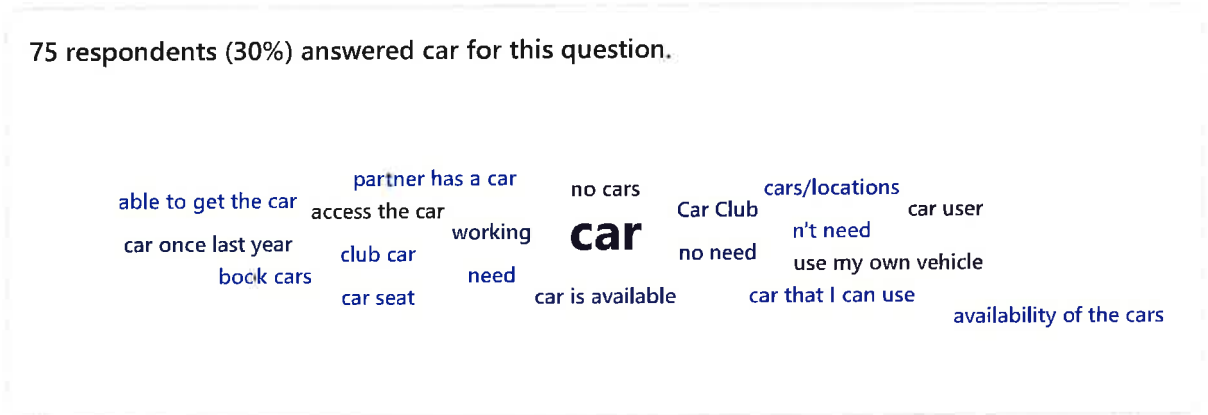 75 respondents (30%) answered car for this question.
partner has a car
able to get the car
access the car
no cars
cars/locations
Car Club
car user
working
car
n't need
car once last year
club car
no need
use my own vehicle
book cars
need
car seat
car is available
car that I can use
availability of the cars